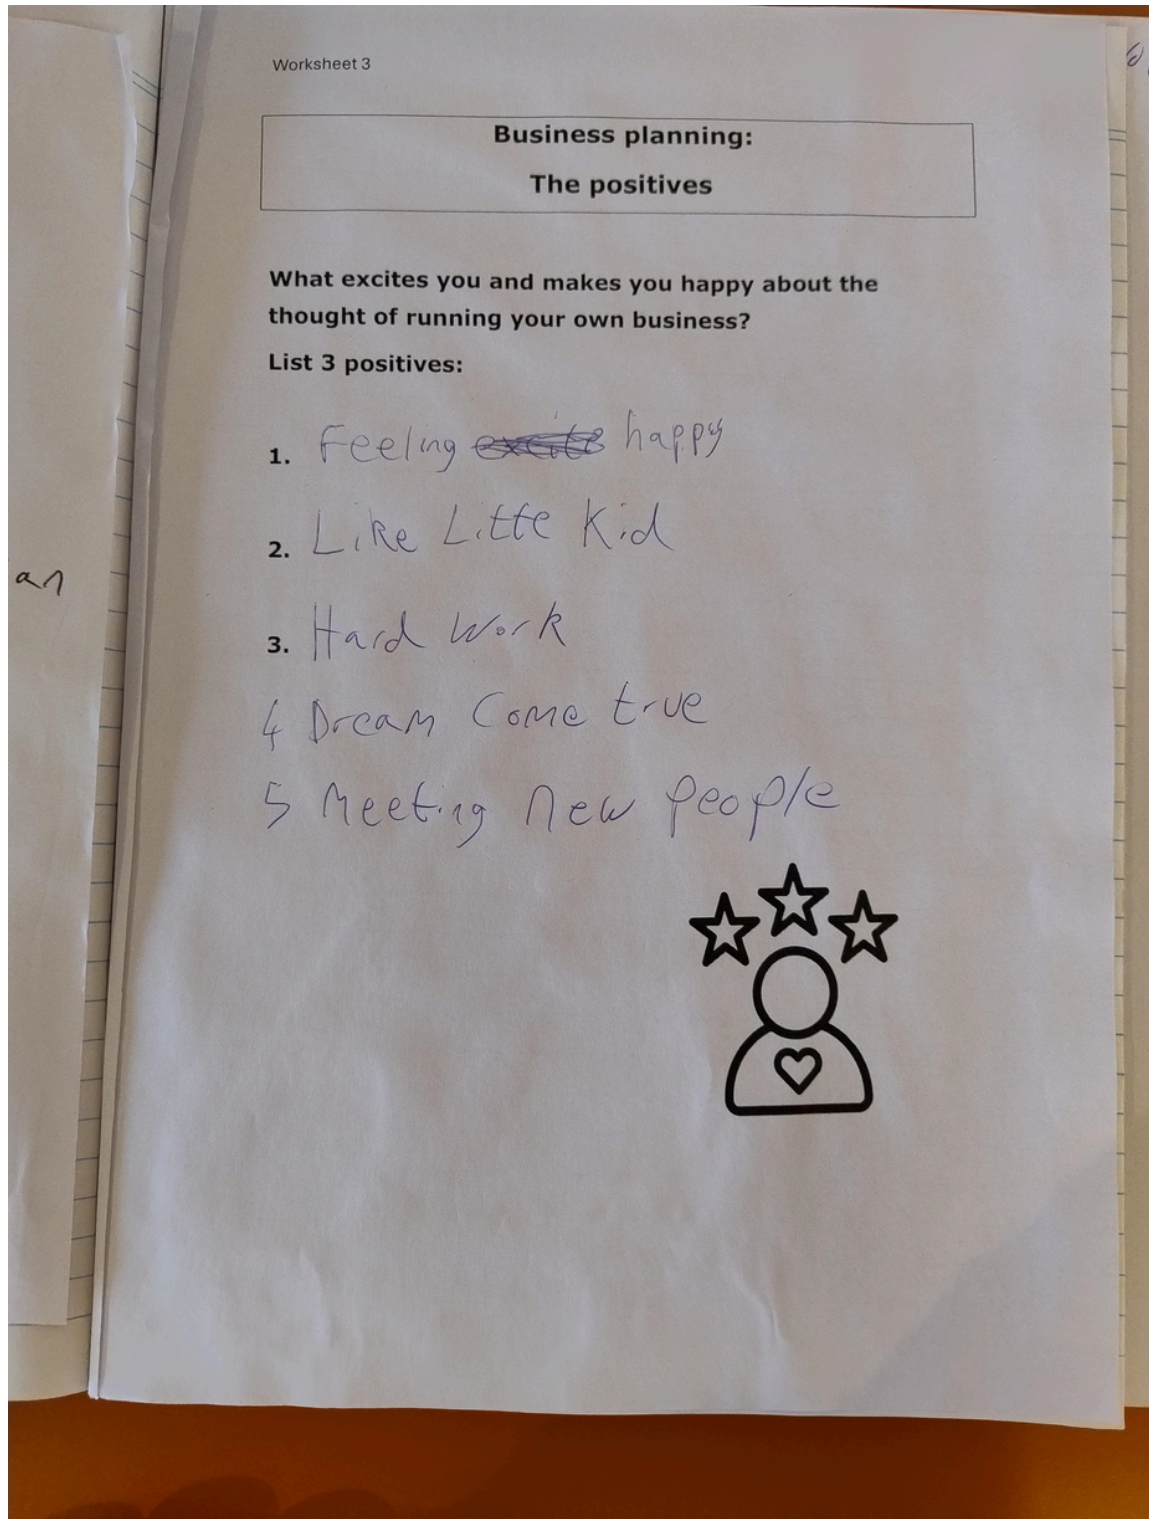 Worksheet 3
Business planning:
The positives
What excites you and makes you happy about the
thought of running your own business?
List 3 positives:
1. Feeling happy
2. Like Litte Kid
3. Hard Work
4 Dream Come true
5 Meeting new people
an